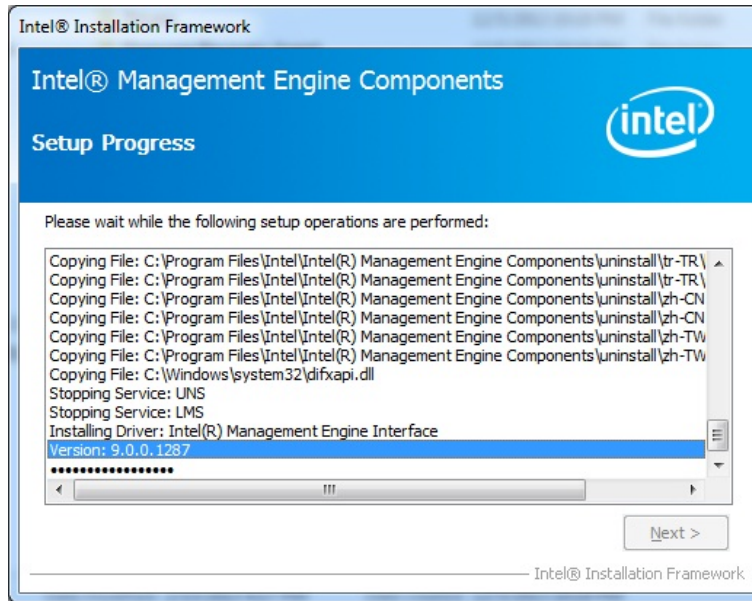 Intel® Installation Framework
Intel® Management Engine Components
intel
Setup Progress
Please wait while the following setup operations are performed:
Copying File: C:\Program Files\Intel\Intel(R) Management Engine Components\uninstall\tr-TR\
Copying File: C:\Program Files\Intel\Intel(R) Management Engine Components\uninstall\tr-TR\
Copying File: C:\Program Files\Intel\Intel(R) Management Engine Components\uninstall\zh-CN
Copying File: C:\Program Files\Intel\Intel(R) Management Engine Components\uninstall\zh-CN
Copying File: C:\Program Files\Intel\Intel(R) Management Engine Components\uninstall\zh-TW
Copying File: C:\Program Files\Intel\Intel(R) Management Engine Components\uninstall\zh-TW
Copying File: C:\Windows\system32\difxapi.dll
Stopping Service: UNS
Stopping Service: LMS
Installing Driver: Intel(R) Management Engine Interface
Version: 9.0.0.1287
•••••••••••••••••
Next >
Intel® Installation Framework